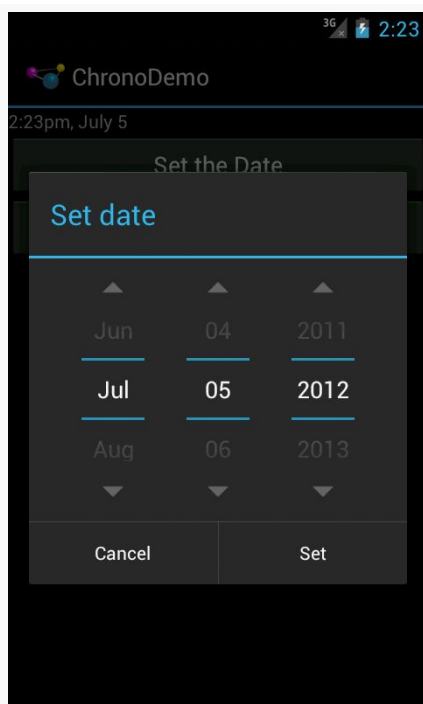 3G 2:23
ChronoDemo
2:23pm, July 5
Set the Date
Set date
Jun 04 2011
Jul 05 2012
Aug 06 2013
Cancel Set